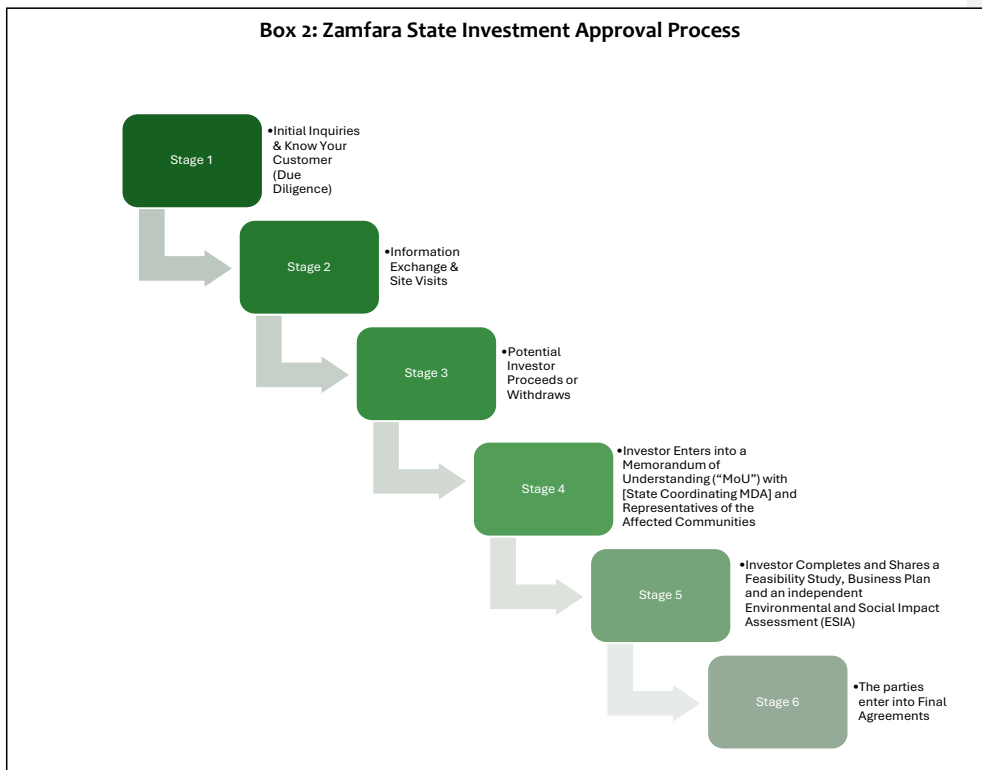 Box 2: Zamfara State Investment Approval Process
Stage 1
•Initial Inquiries
& Know Your
Customer
(Due
Diligence)
Stage 2
•Information
Exchange &
Site Visits
Stage 3
•Potential
Investor
Proceeds or
Withdraws
Stage 4
•Investor Enters into a
Memorandum of
Understanding (“MoU”) with
[State Coordinating MDA] and
Representatives of the
Affected Communities
Stage 5
•Investor Completes and Shares a
Feasibility Study, Business Plan
and an independent
Environmental and Social Impact
Assessment (ESIA)
Stage 6
•The parties
enter into Final
Agreements